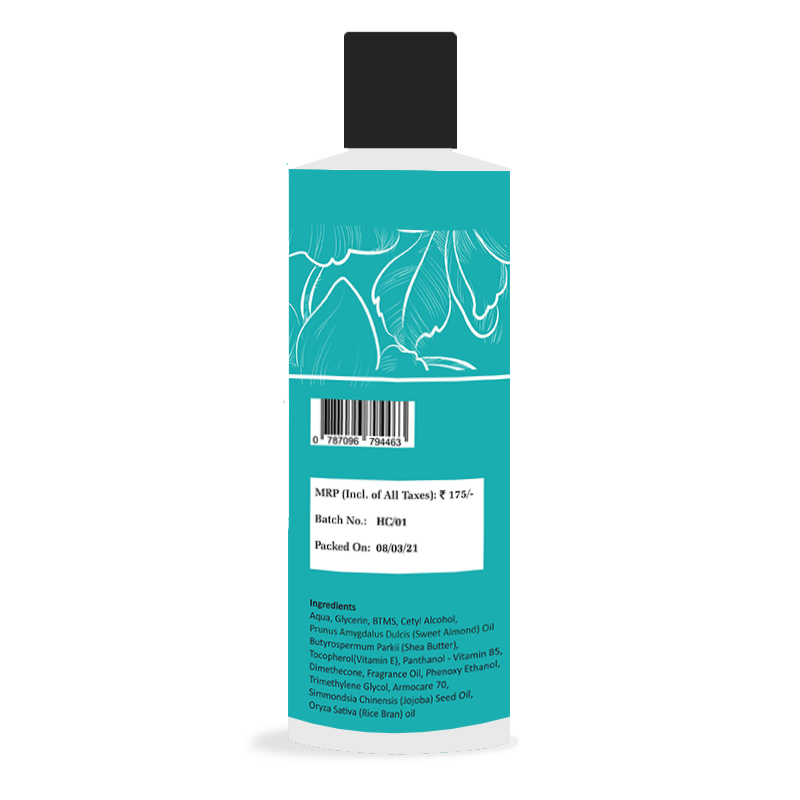 0 787096 794463
MRP (Incl. of All Taxes): ₹ 175/-
Batch No.: HC/01
Packed On: 08/03/21
Ingredients
Aqua, Glycerin, BTMS, Cetyl Alcohol,
Prunus Amygdalus Dulcis (Sweet Almond) Oil
Butyrospermum Parkii (Shea Butter),
Tocopherol(Vitamin E), Panthanol - Vitamin B5,
Dimethecone, Fragrance Oil, Phenoxy Ethanol,
Trimethylene Glycol, Armocare 70,
Simmondsia Chinensis (Jojoba) Seed Oil,
Oryza Sativa (Rice Bran) oil